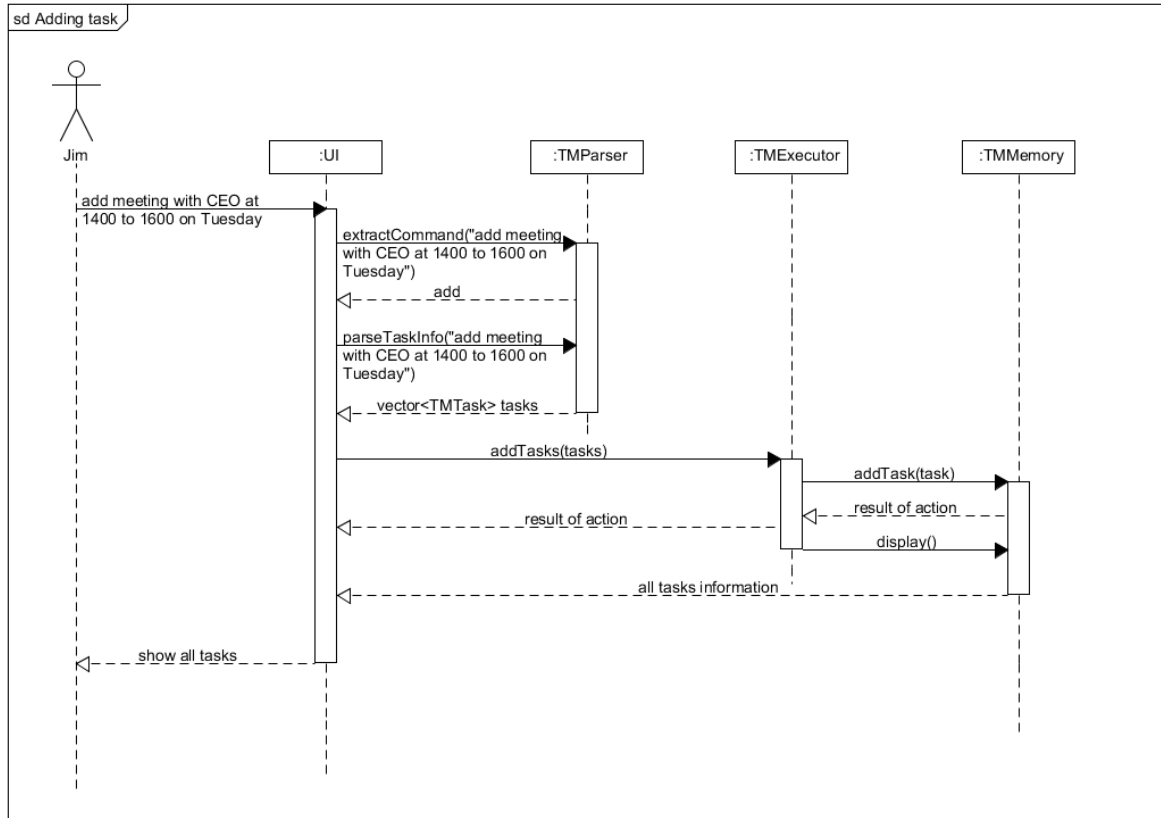 sd Adding task
Jim
:UI
:TMParser
:TMExecutor
:TMMemory
add meeting with CEO at
1400 to 1600 on Tuesday
extractCommand("add meeting
with CEO at 1400 to 1600 on
Tuesday")
add
parseTaskInfo("add meeting
with CEO at 1400 to 1600 on
Tuesday")
vector<TMTask> tasks
addTasks(tasks)
addTask(task)
result of action
result of action
display()
all tasks information
show all tasks